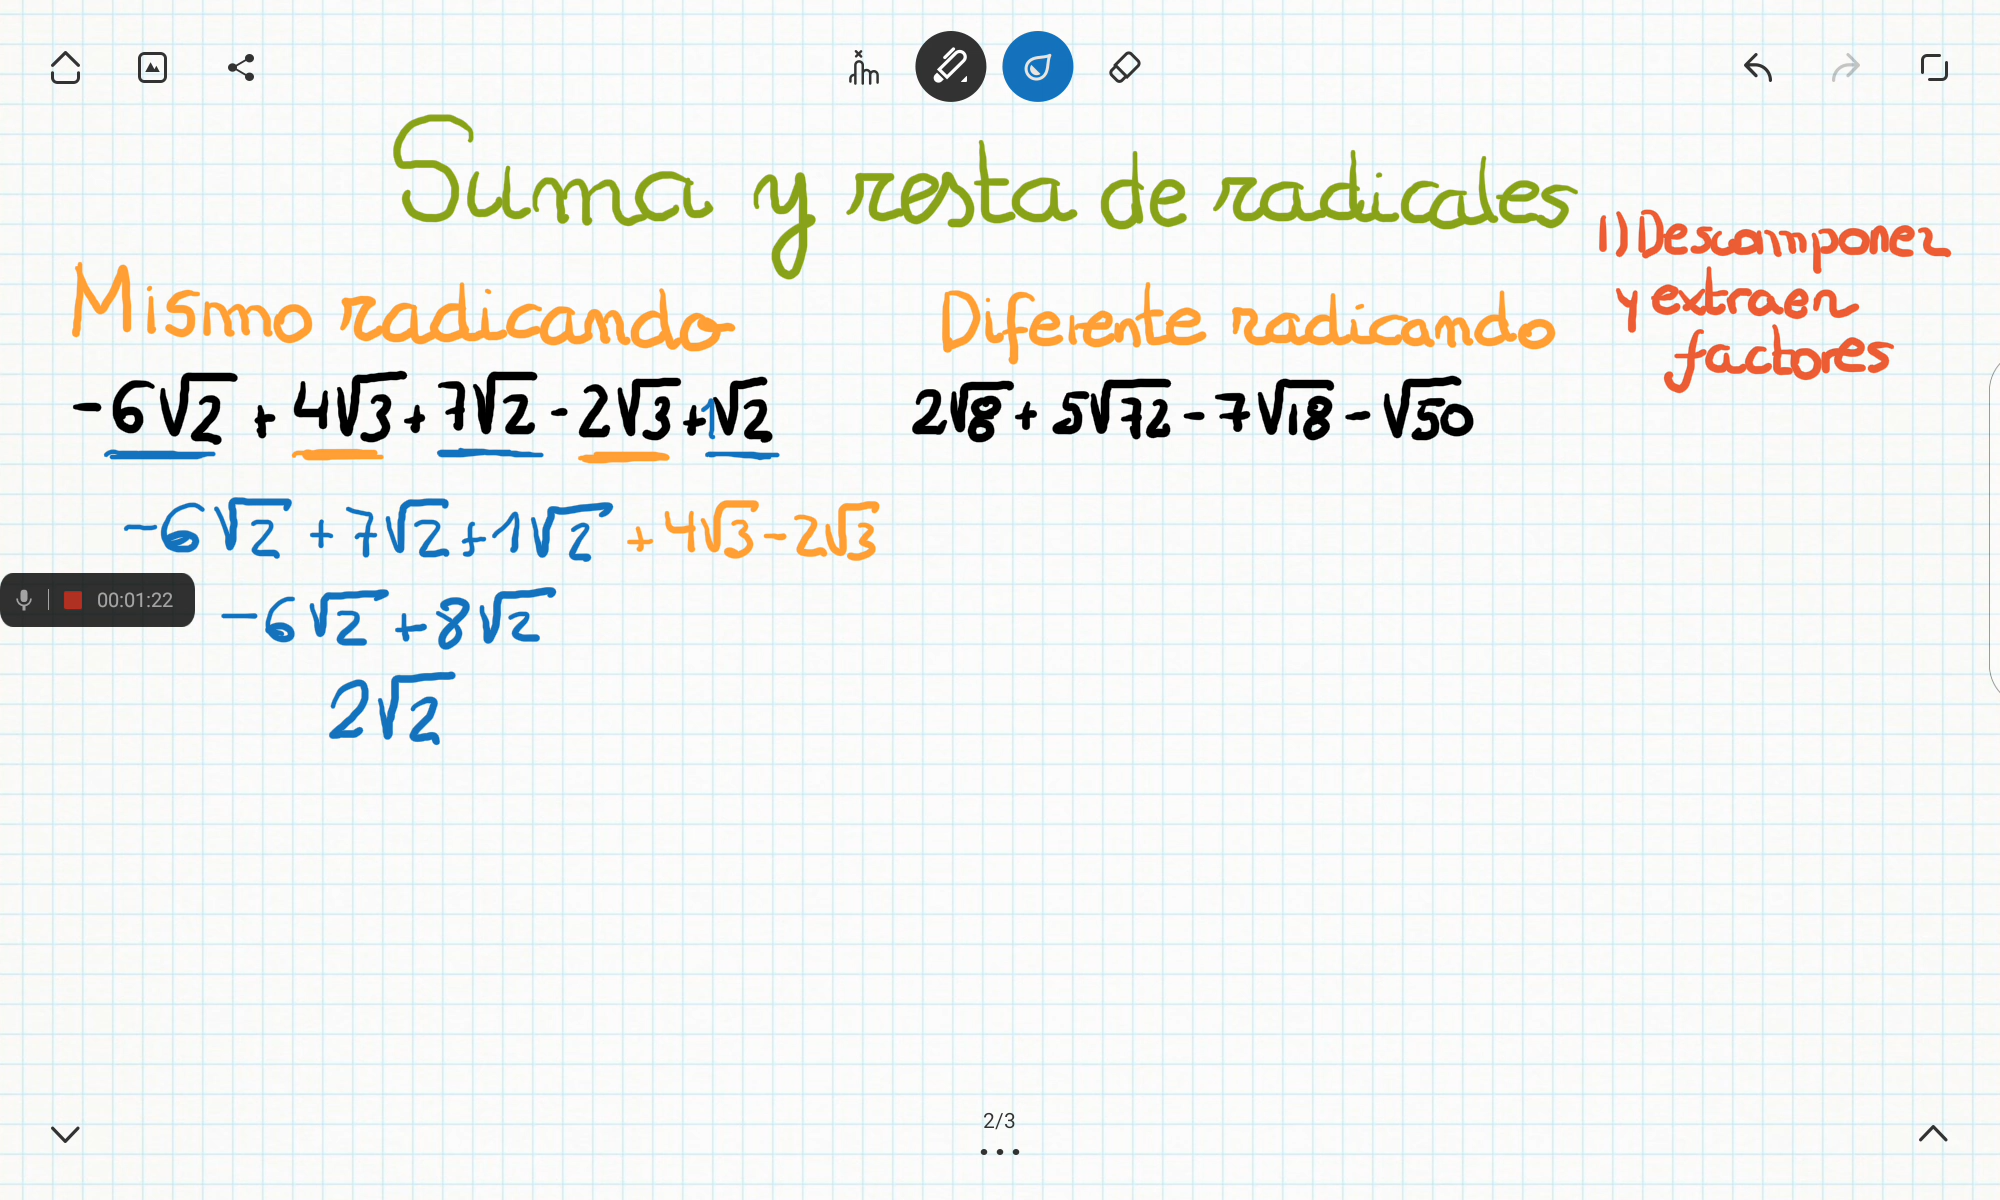 Suma y resta de radicales
1) Descomponer
y extraer
factores
Mismo radicando
-6√2 + 4√3 + 7√2 - 2√3 + 1√2
-6√2 + 7√2 + 1√2 + 4√3 - 2√3
-6√2 + 8√2
2√2
Diferente radicando
2√8 + 5√72 - 7√18 - √50
00:01:22
2/3